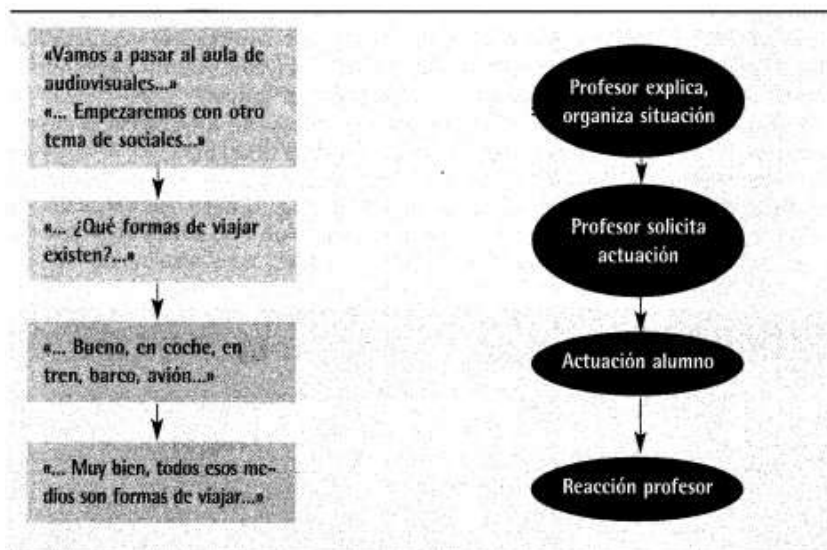 «Vamos a pasar al aula de
audiovisuales...»
«... Empezaremos con otro
tema de sociales...»
Profesor explica,
organiza situación
«... ¿Qué formas de viajar
existen?...»
Profesor solicita
actuación
«... Bueno, en coche, en
tren, barco, avión...»
Actuación alumno
«... Muy bien, todos esos me-
dios son formas de viajar...»
Reacción profesor